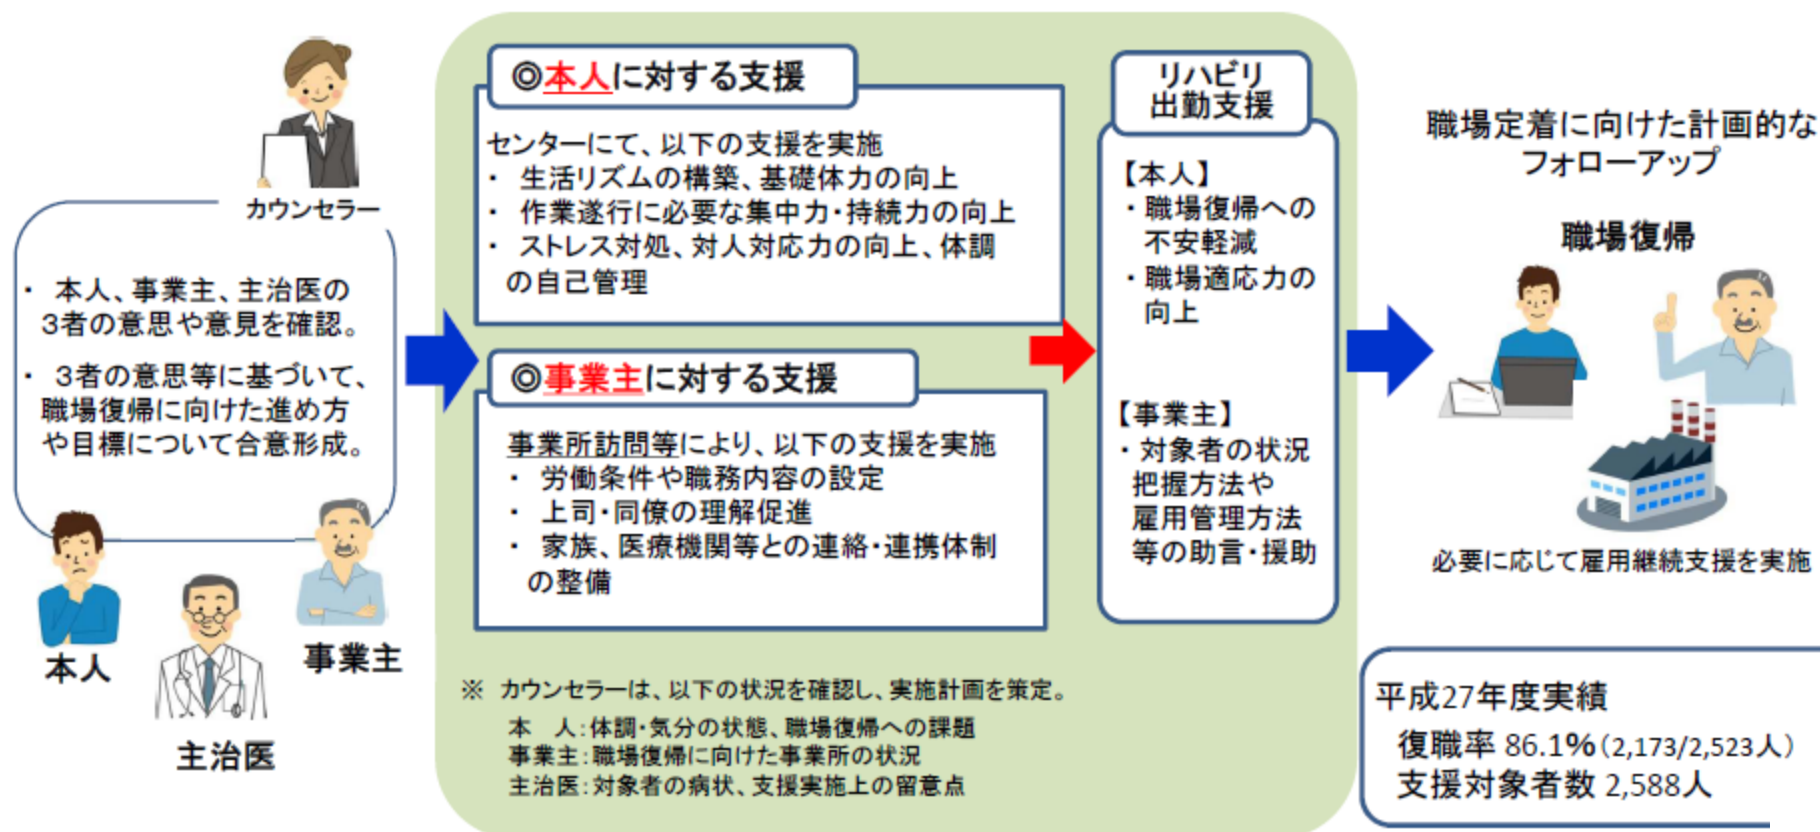 カウンセラー
・ 本人、事業主、主治医の
3者の意思や意見を確認。
・ 3者の意思等に基づいて、
職場復帰に向けた進め方
や目標について合意形成。
本人
主治医
事業主
◎本人に対する支援
センターにて、以下の支援を実施
・ 生活リズムの構築、基礎体力の向上
・ 作業遂行に必要な集中力・持続力の向上
・ ストレス対処、対人対応力の向上、体調
の自己管理
◎事業主に対する支援
事業所訪問等により、以下の支援を実施
・ 労働条件や職務内容の設定
・ 上司・同僚の理解促進
・ 家族、医療機関等との連絡・連携体制
の整備
※ カウンセラーは、以下の状況を確認し、実施計画を策定。
本 人:体調・気分の状態、職場復帰への課題
事業主:職場復帰に向けた事業所の状況
主治医:対象者の病状、支援実施上の留意点
リハビリ
出勤支援
【本人】
・職場復帰への
不安軽減
・職場適応力の
向上
【事業主】
・対象者の状況
把握方法や
雇用管理方法
等の助言・援助
職場定着に向けた計画的な
フォローアップ
職場復帰
必要に応じて雇用継続支援を実施
平成27年度実績
復職率 86.1%(2,173/2,523人)
支援対象者数 2,588人